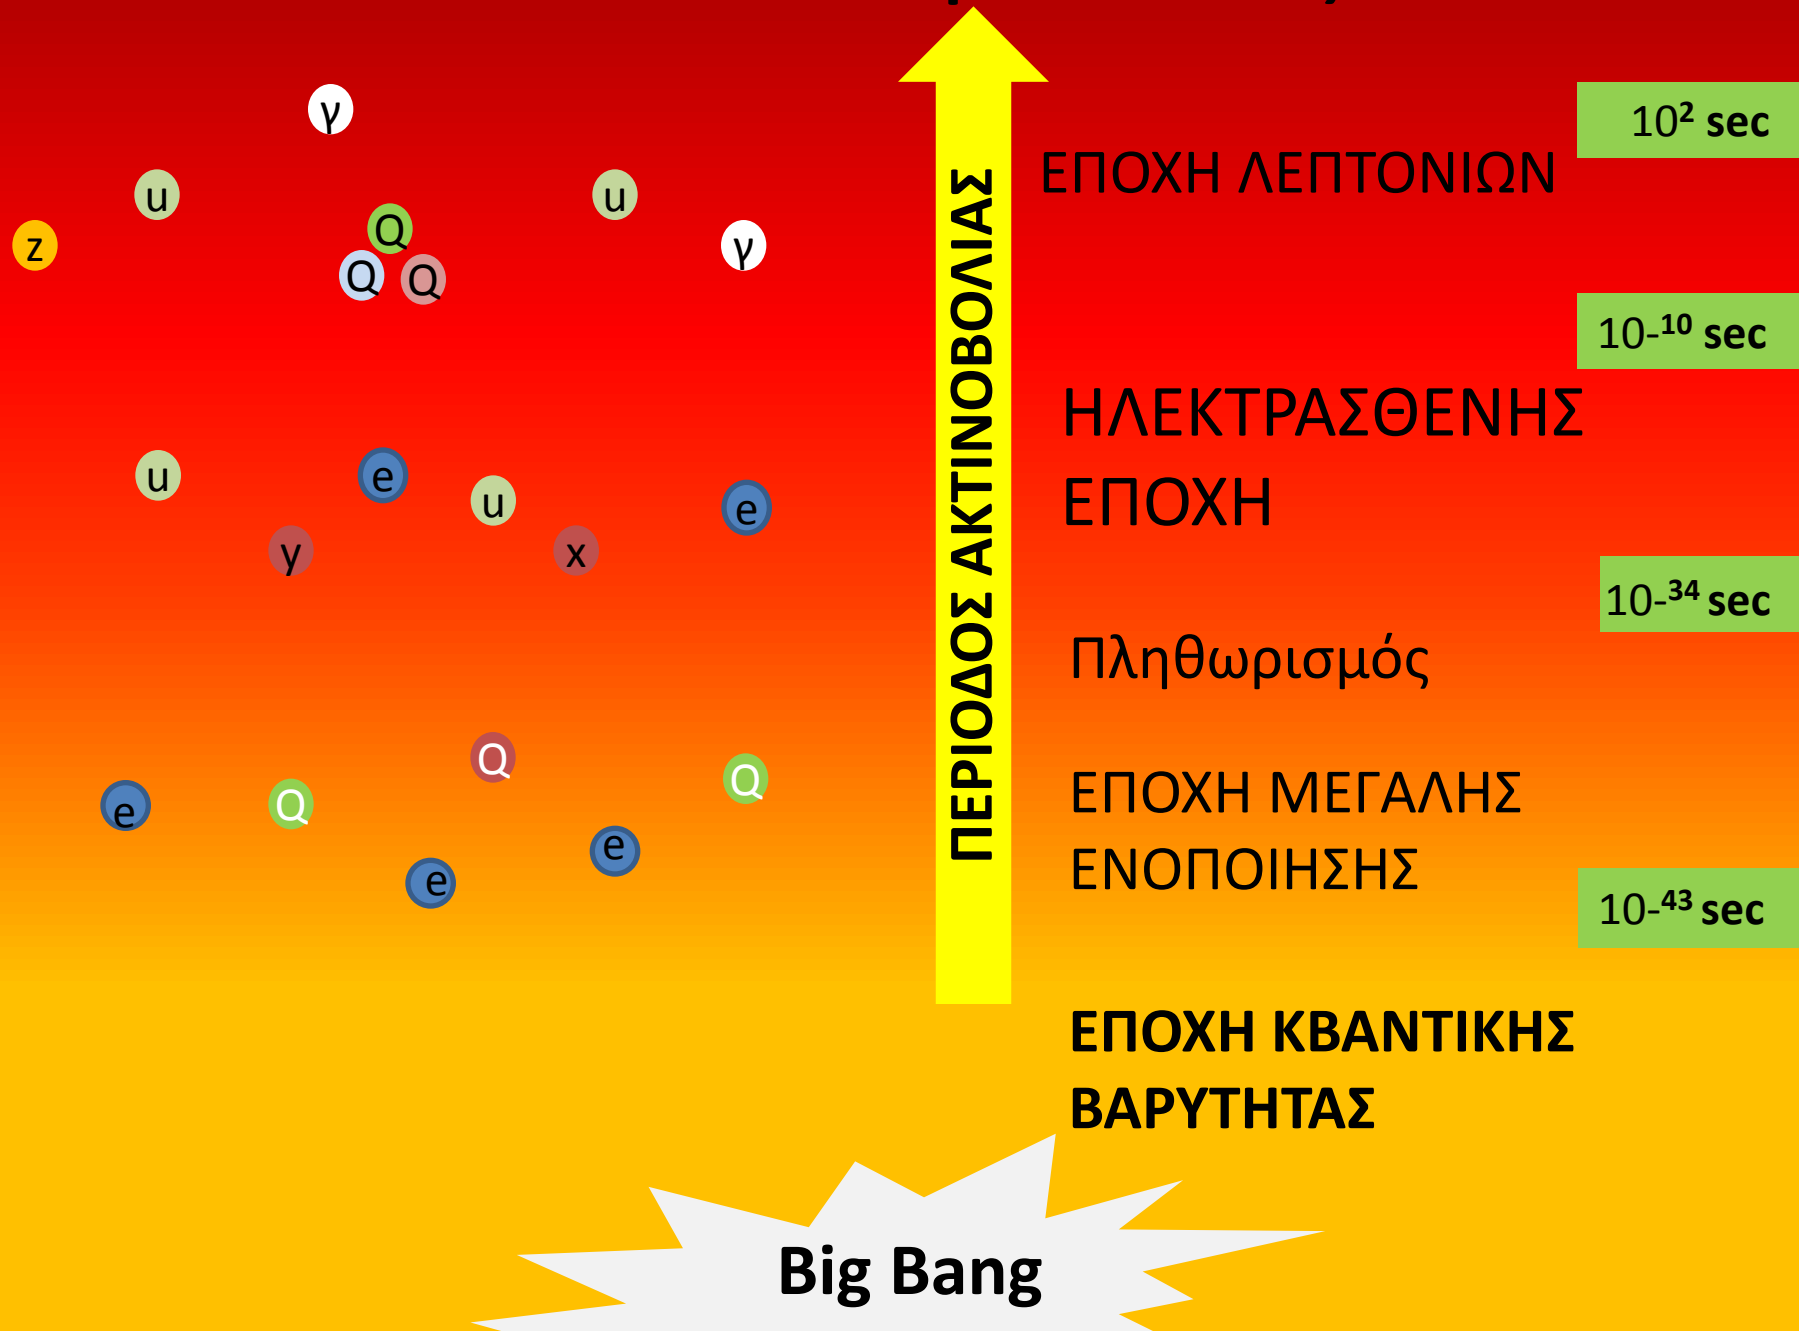 γ
10² sec
ΕΠΟΧΗ ΛΕΠΤΟΝΙΩΝ
u
u
Q
z
γ
Q Q
10-¹⁰ sec
ΗΛΕΚΤΡΑΣΘΕΝΗΣ
ΕΠΟΧΗ
u
e
u
e
y
x
ΠΕΡΙΟΔΟΣ ΑΚΤΙΝΟΒΟΛΙΑΣ
10-³⁴ sec
Πληθωρισμός
Q
Q
e
Q
e
e
ΕΠΟΧΗ ΜΕΓΑΛΗΣ
ΕΝΟΠΟΙΗΣΗΣ
10-⁴³ sec
ΕΠΟΧΗ ΚΒΑΝΤΙΚΗΣ
ΒΑΡΥΤΗΤΑΣ
Big Bang